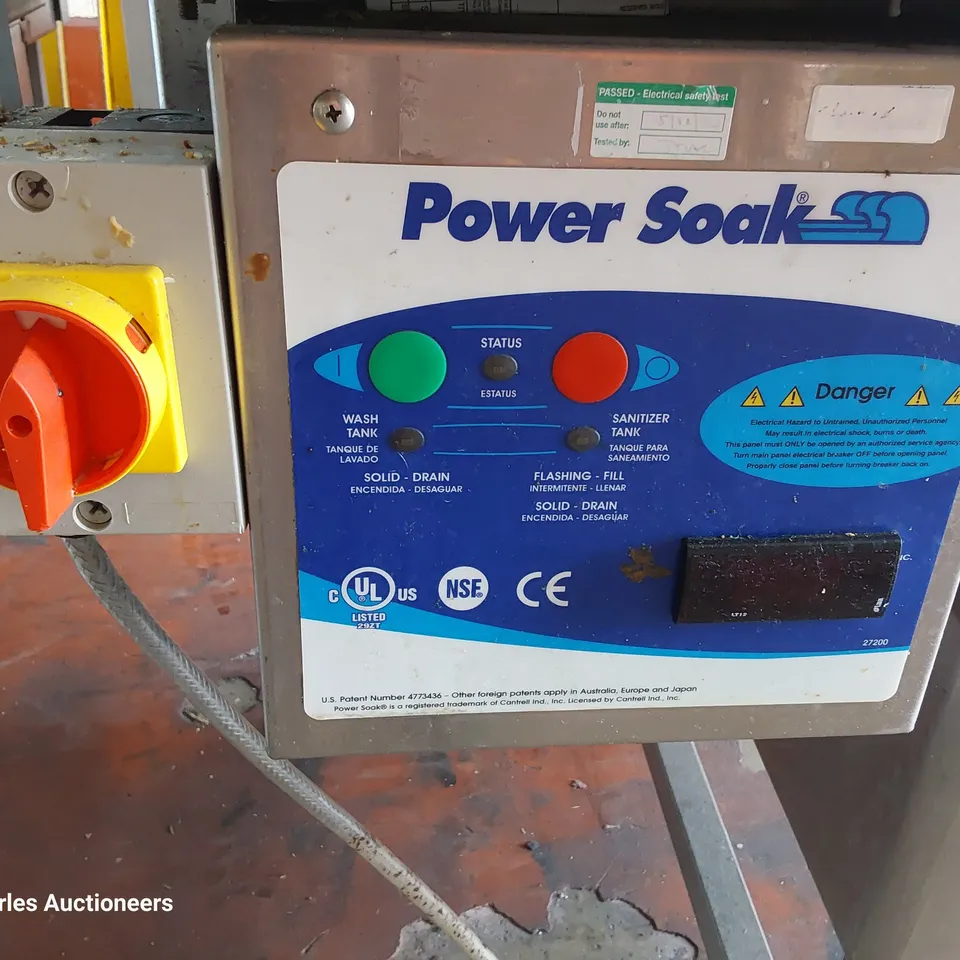 PASSED - Electrical safety test
Do not
use after:
Tested by:
Power Soak®
STATUS
ESTATUS
WASH
TANK
TANQUE DE
LAVADO
SANITIZER
TANK
TANQUE PARA
SANEAMIENTO
SOLID - DRAIN
ENCENDIDA - DESAGUAR
FLASHING - FILL
INTERMITENTE - LLENAR
SOLID - DRAIN
ENCENDIDA - DESAGUAR
Danger
Electrical Hazard to Untrained, Unauthorized Personnel
May result in electrical shock, burns or death.
This panel must ONLY be opened by an authorized service agency
Turn main panel electrical breaker OFF before opening panel.
Properly close panel before turning breaker back on.
NC.
C UL® US
LISTED
29ZT
NSF®
CE
LT12
27200
U.S. Patent Number 4773436 – Other foreign patents apply in Australia, Europe and Japan
Power Soak® is a registered trademark of Cantrell Ind., Inc. Licensed by Cantrell Ind., Inc.
rles Auctioneers